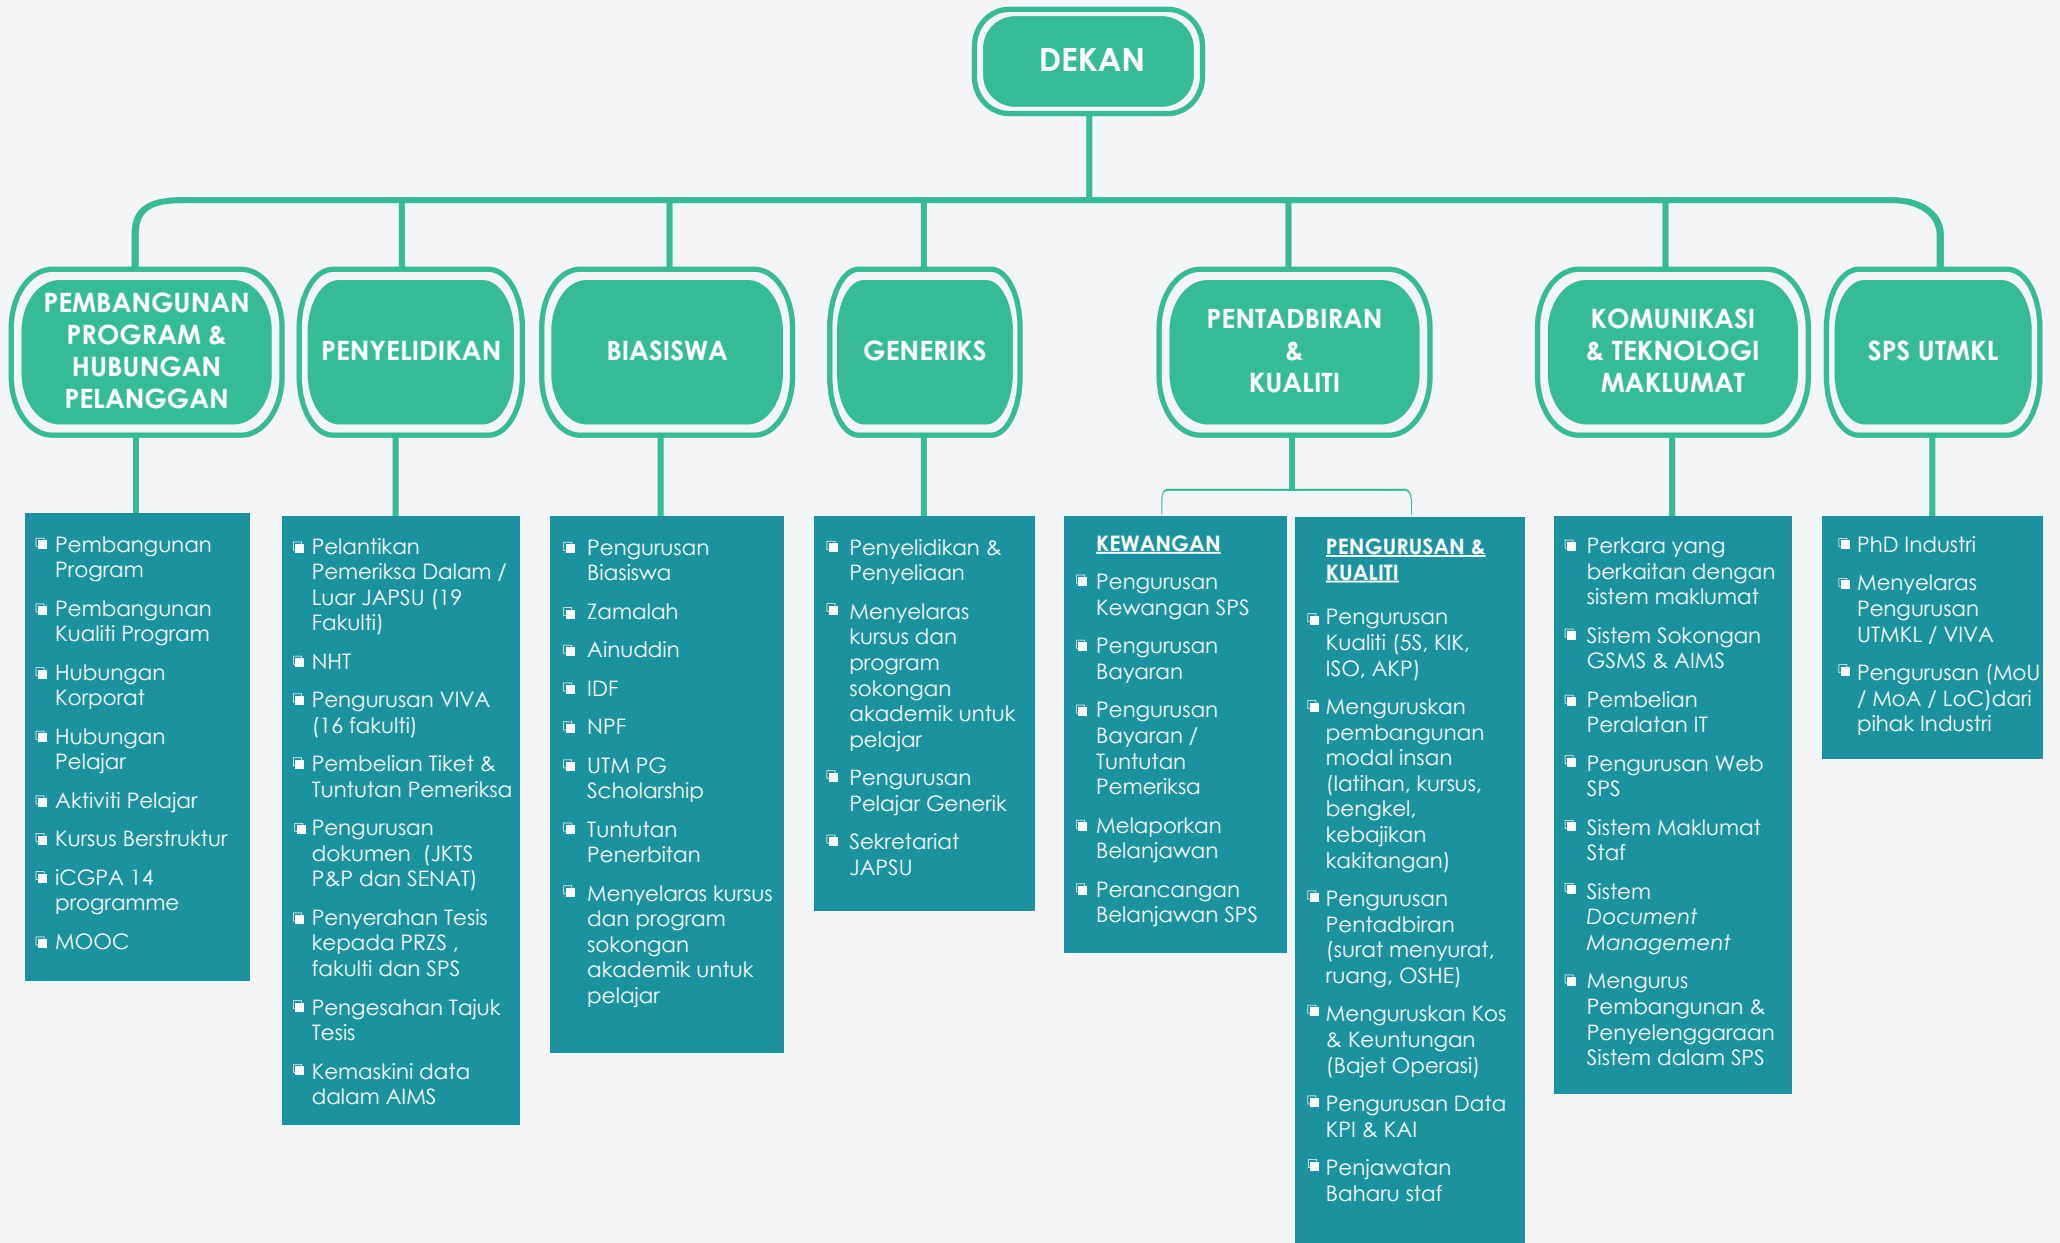 DEKAN
PEMBANGUNAN
PROGRAM &
HUBUNGAN
PELANGGAN
PENYELIDIKAN
BIASISWA
GENERIKS
PENTADBIRAN
&
KUALITI
KOMUNIKASI
& TEKNOLOGI
MAKLUMAT
SPS UTMKL
Pembangunan
Program
Pembangunan
Kualiti Program
Hubungan
Korporat
Hubungan
Pelajar
Aktiviti Pelajar
Kursus Berstruktur
iCGPA 14
programme
MOOC
Pelantikan
Pemeriksa Dalam /
Luar JAPSU (19
Fakulti)
NHT
Pengurusan VIVA
(16 fakulti)
Pembelian Tiket &
Tuntutan Pemeriksa
Pengurusan
dokumen  (JKTS
P&P dan SENAT)
Penyerahan Tesis
kepada PRZS ,
fakulti dan SPS
Pengesahan Tajuk
Tesis
Kemaskini data
dalam AIMS
Pengurusan
Biasiswa
Zamalah
Ainuddin
IDF
NPF
UTM PG
Scholarship
Tuntutan
Penerbitan
Menyelaras kursus
dan program
sokongan
akademik untuk
pelajar
Penyelidikan &
Penyeliaan
Menyelaras
kursus dan
program
sokongan
akademik untuk
pelajar
Pengurusan
Pelajar Generik
Sekretariat
JAPSU
KEWANGAN
Pengurusan
Kewangan SPS
Pengurusan
Bayaran
Pengurusan
Bayaran /
Tuntutan
Pemeriksa
Melaporkan
Belanjawan
Perancangan
Belanjawan SPS
PENGURUSAN &
KUALITI
Pengurusan
Kualiti (5S, KIK,
ISO, AKP)
Menguruskan
pembangunan
modal insan
(latihan, kursus,
bengkel,
kebajikan
kakitangan)
Pengurusan
Pentadbiran
(surat menyurat,
ruang, OSHE)
Menguruskan Kos
& Keuntungan
(Bajet Operasi)
Pengurusan Data
KPI & KAI
Penjawatan
Baharu staf
Perkara yang
berkaitan dengan
sistem maklumat
Sistem Sokongan
GSMS & AIMS
Pembelian
Peralatan IT
Pengurusan Web
SPS
Sistem Maklumat
Staf
Sistem
Document
Management
Mengurus
Pembangunan &
Penyelenggaraan
Sistem dalam SPS
PhD Industri
Menyelaras
Pengurusan
UTMKL / VIVA
Pengurusan (MoU
/ MoA / LoC)dari
pihak Industri